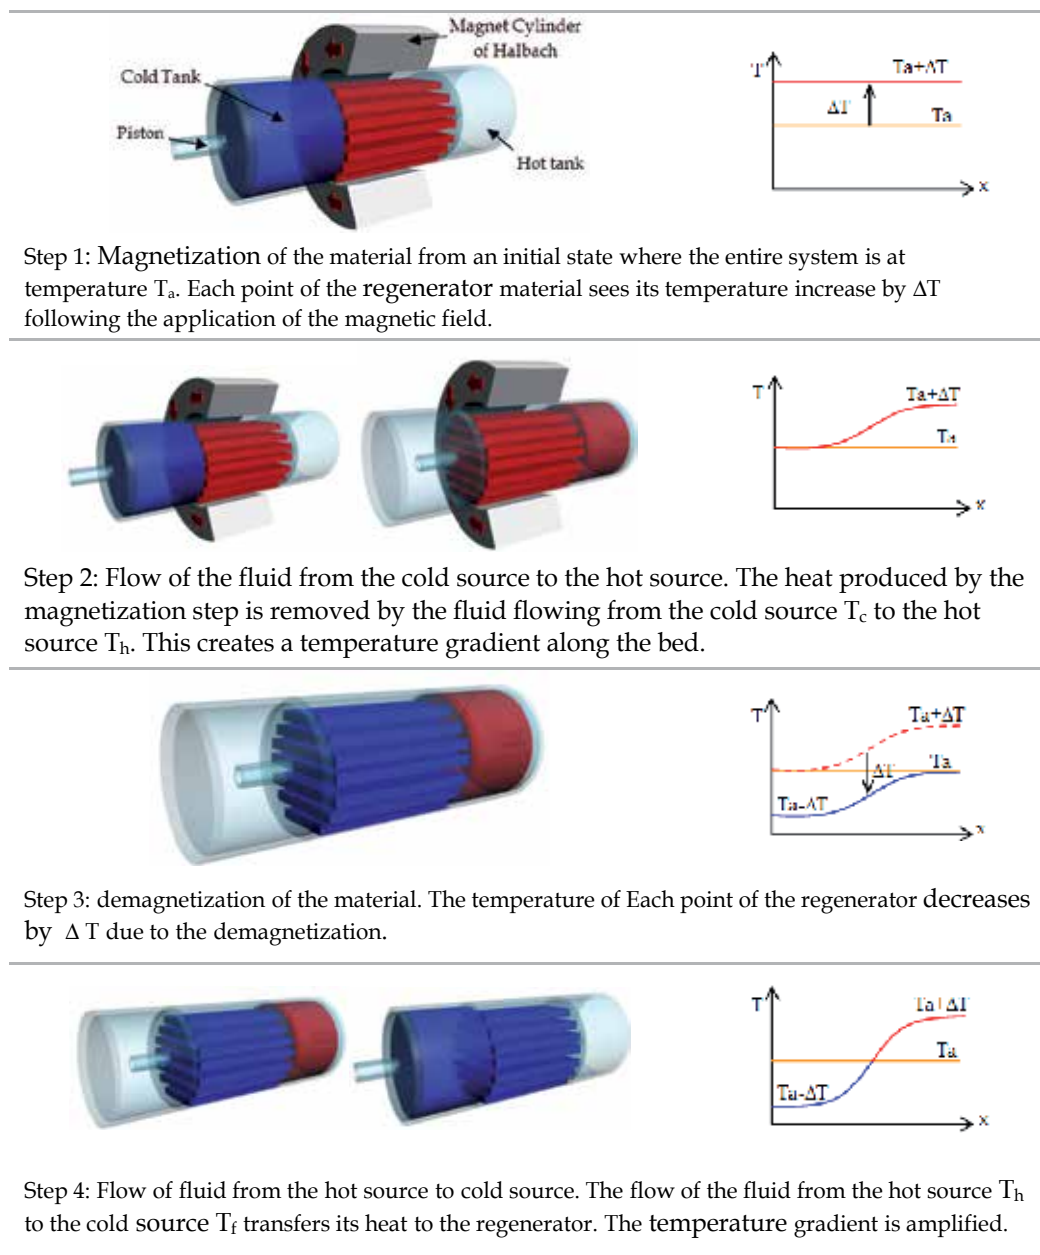 Magnet Cylinder
of Halbach
Cold Tank
Piston
Hot tank
T
Ta+ΔT
ΔT
Ta
x
Step 1: Magnetization of the material from an initial state where the entire system is at
temperature Ta. Each point of the regenerator material sees its temperature increase by ΔT
following the application of the magnetic field.
T
Ta+ΔT
Ta
x
Step 2: Flow of the fluid from the cold source to the hot source. The heat produced by the
magnetization step is removed by the fluid flowing from the cold source Tc to the hot
source Th. This creates a temperature gradient along the bed.
T
Ta+ΔT
Ta
ΔT
Ta-ΔT
x
Step 3: demagnetization of the material. The temperature of Each point of the regenerator decreases
by Δ T due to the demagnetization.
T
Ta+ΔT
Ta
Ta-ΔT
x
Step 4: Flow of fluid from the hot source to cold source. The flow of the fluid from the hot source Th
to the cold source Tf transfers its heat to the regenerator. The temperature gradient is amplified.